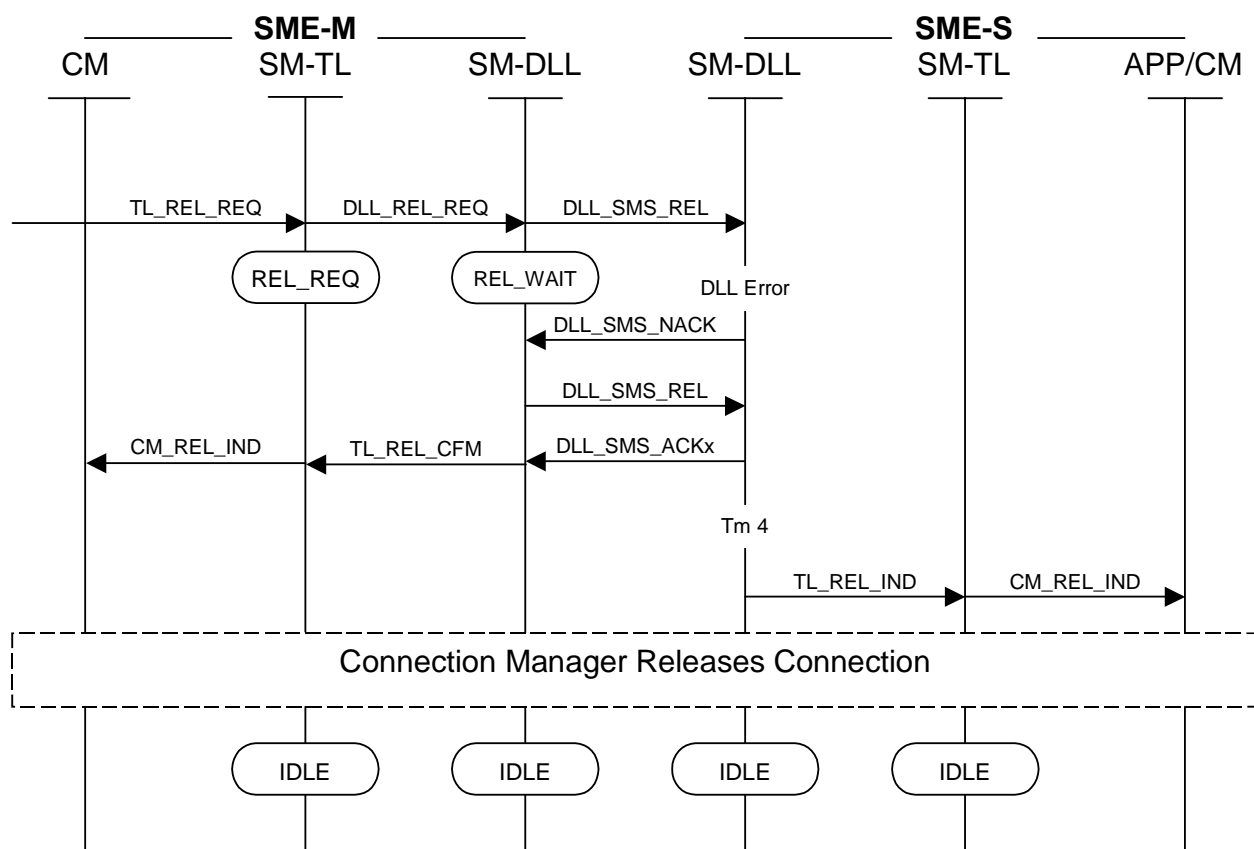 SME-M SME-S
CM SM-TL SM-DLL SM-DLL SM-TL APP/CM
TL_REL_REQ DLL_REL_REQ DLL_SMS_REL
REL_REQ REL_WAIT DLL Error
DLL_SMS_NACK
DLL_SMS_REL
CM_REL_IND TL_REL_CFM DLL_SMS_ACKx
Tm 4
TL_REL_IND CM_REL_IND
Connection Manager Releases Connection
IDLE IDLE IDLE IDLE